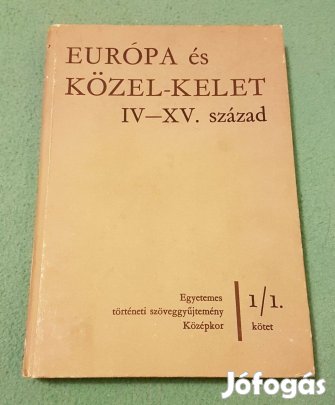 EURÓPA és
KÖZEL-KELET
IV—XV. század
Egyetemes
történeti szöveggyűjtemény
Középkor
1/1.
kötet
Jófogás